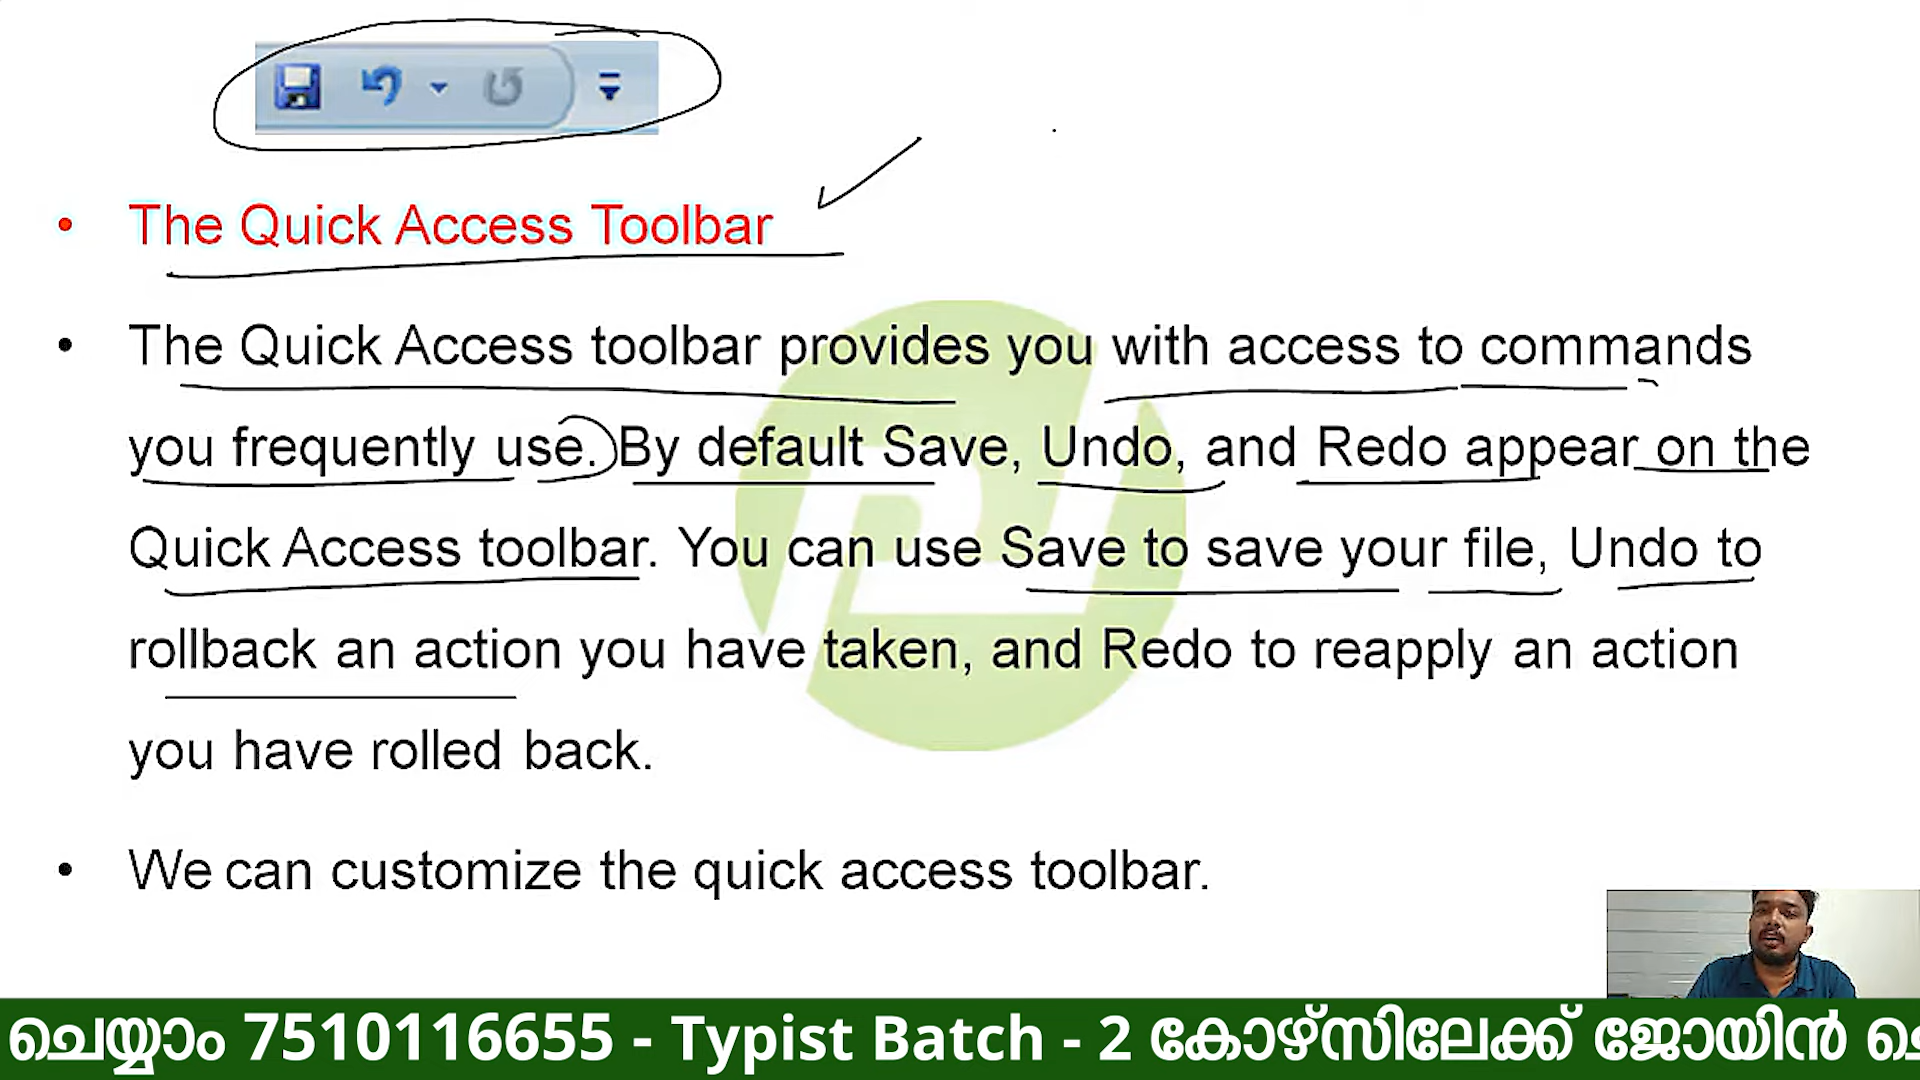 The Quick Access Toolbar
The Quick Access toolbar provides you with access to commands
you frequently use. By default Save, Undo, and Redo appear on the
Quick Access toolbar. You can use Save to save your file, Undo to
rollback an action you have taken, and Redo to reapply an action
you have rolled back.
We can customize the quick access toolbar.
ചെയ്യാം 7510116655 - Typist Batch - 2 കോഴ്സിലേക്ക് ജോയിൻ